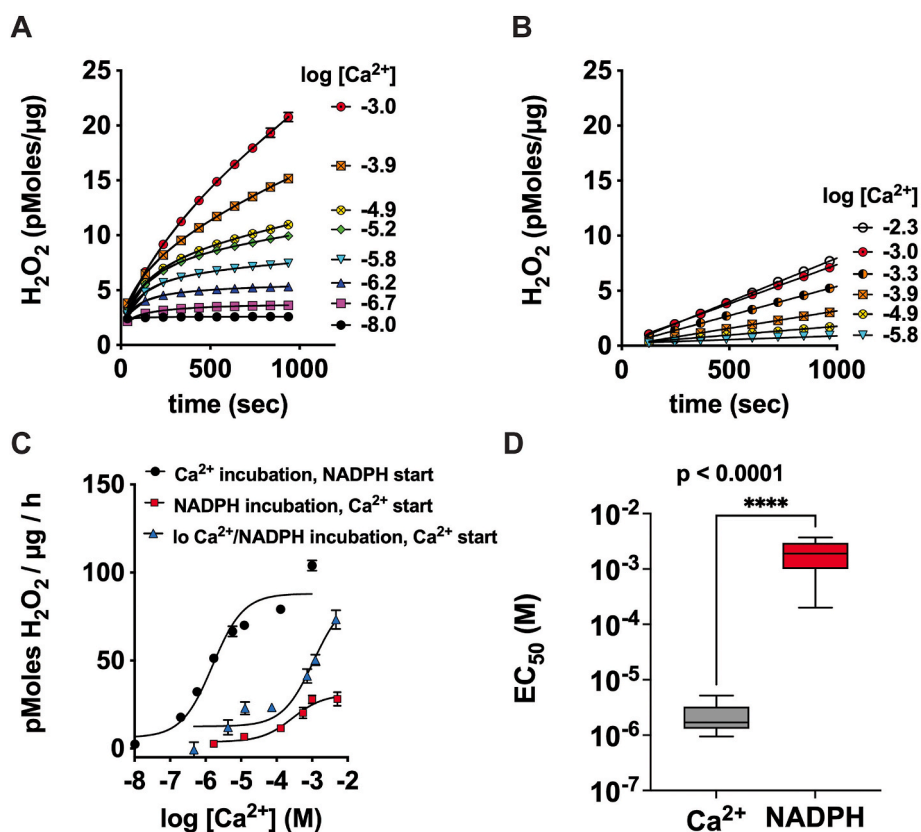 A
H₂O₂ (pMoles/µg)
25
20
15
10
5
0
0 500 1000
time (sec)
log [Ca²⁺]
-3.0
-3.9
-4.9
-5.2
-5.8
-6.2
-6.7
-8.0
B
H₂O₂ (pMoles/µg)
25
20
15
10
5
0
0 500 1000
time (sec)
log [Ca²⁺]
-2.3
-3.0
-3.3
-3.9
-4.9
-5.8
C
Ca²⁺ incubation, NADPH start
NADPH incubation, Ca²⁺ start
lo Ca²⁺/NADPH incubation, Ca²⁺ start
pMoles H₂O₂ / µg / h
150
100
50
0
-8 -7 -6 -5 -4 -3 -2
log [Ca²⁺] (M)
D
p < 0.0001
****
EC₅₀ (M)
10⁻²
10⁻³
10⁻⁴
10⁻⁵
10⁻⁶
10⁻⁷
Ca²⁺ NADPH